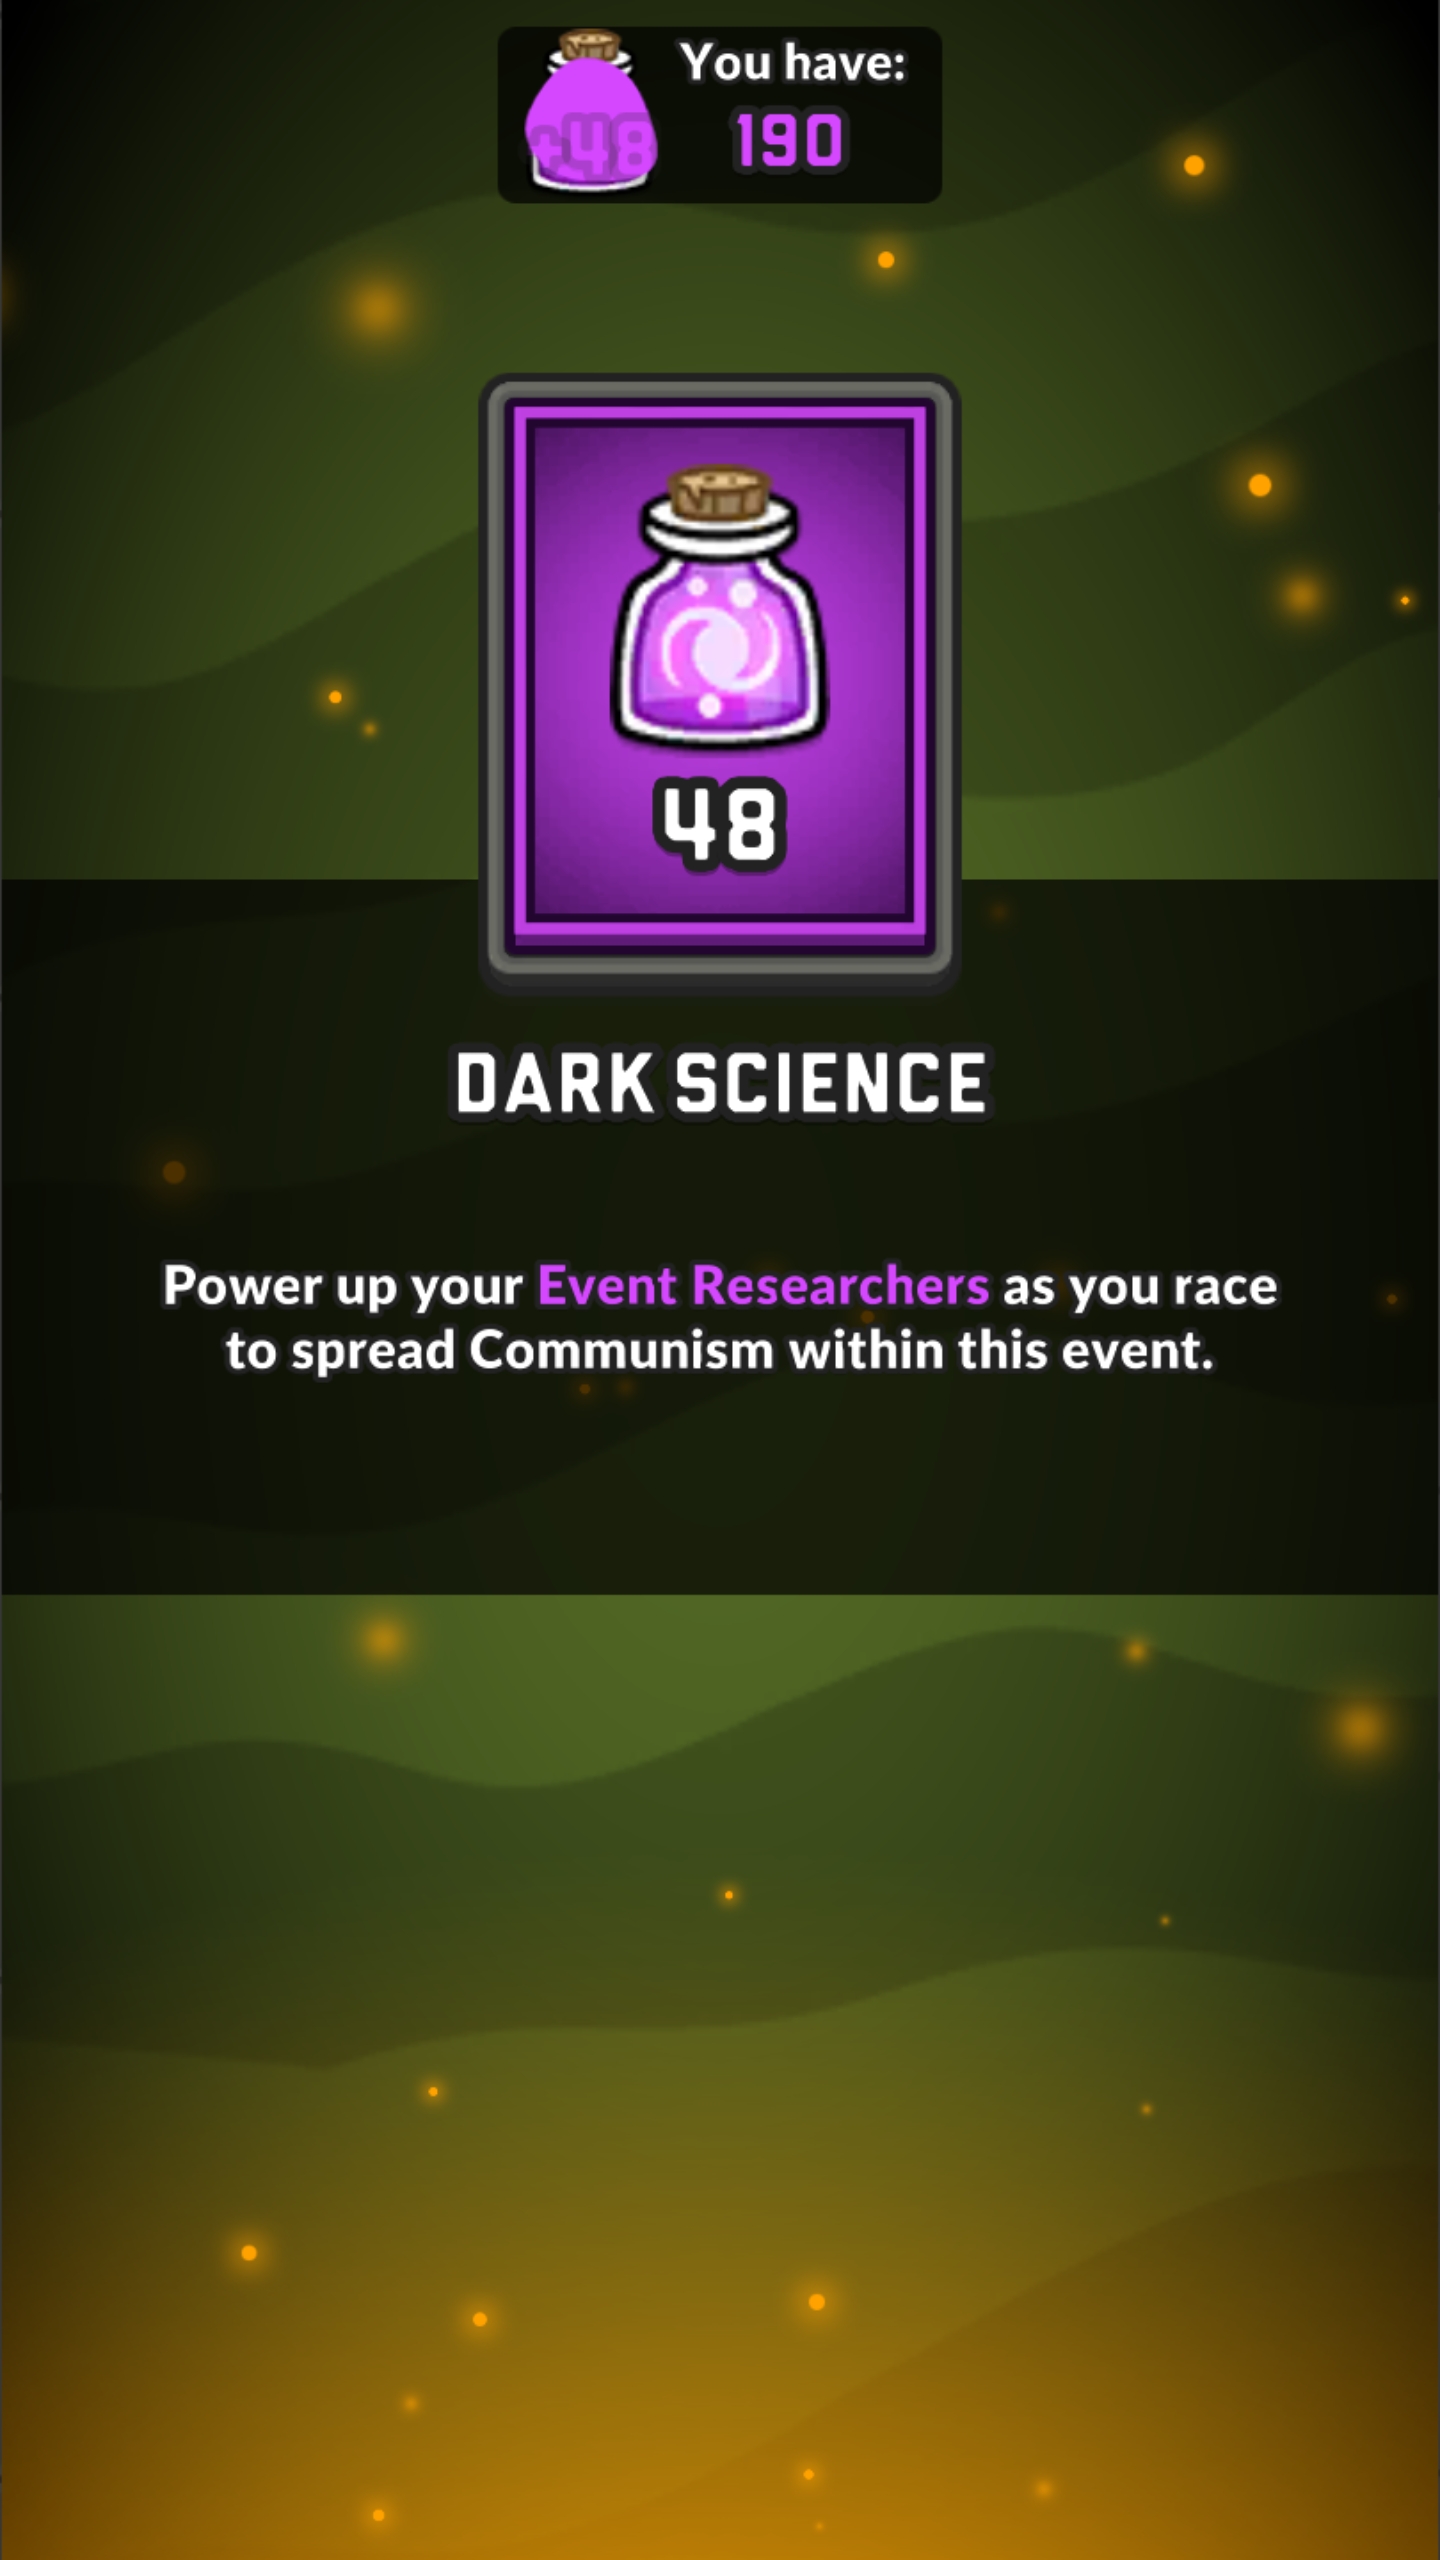 You have:
+48
190
48
DARK SCIENCE
Power up your Event Researchers as you race
to spread Communism within this event.